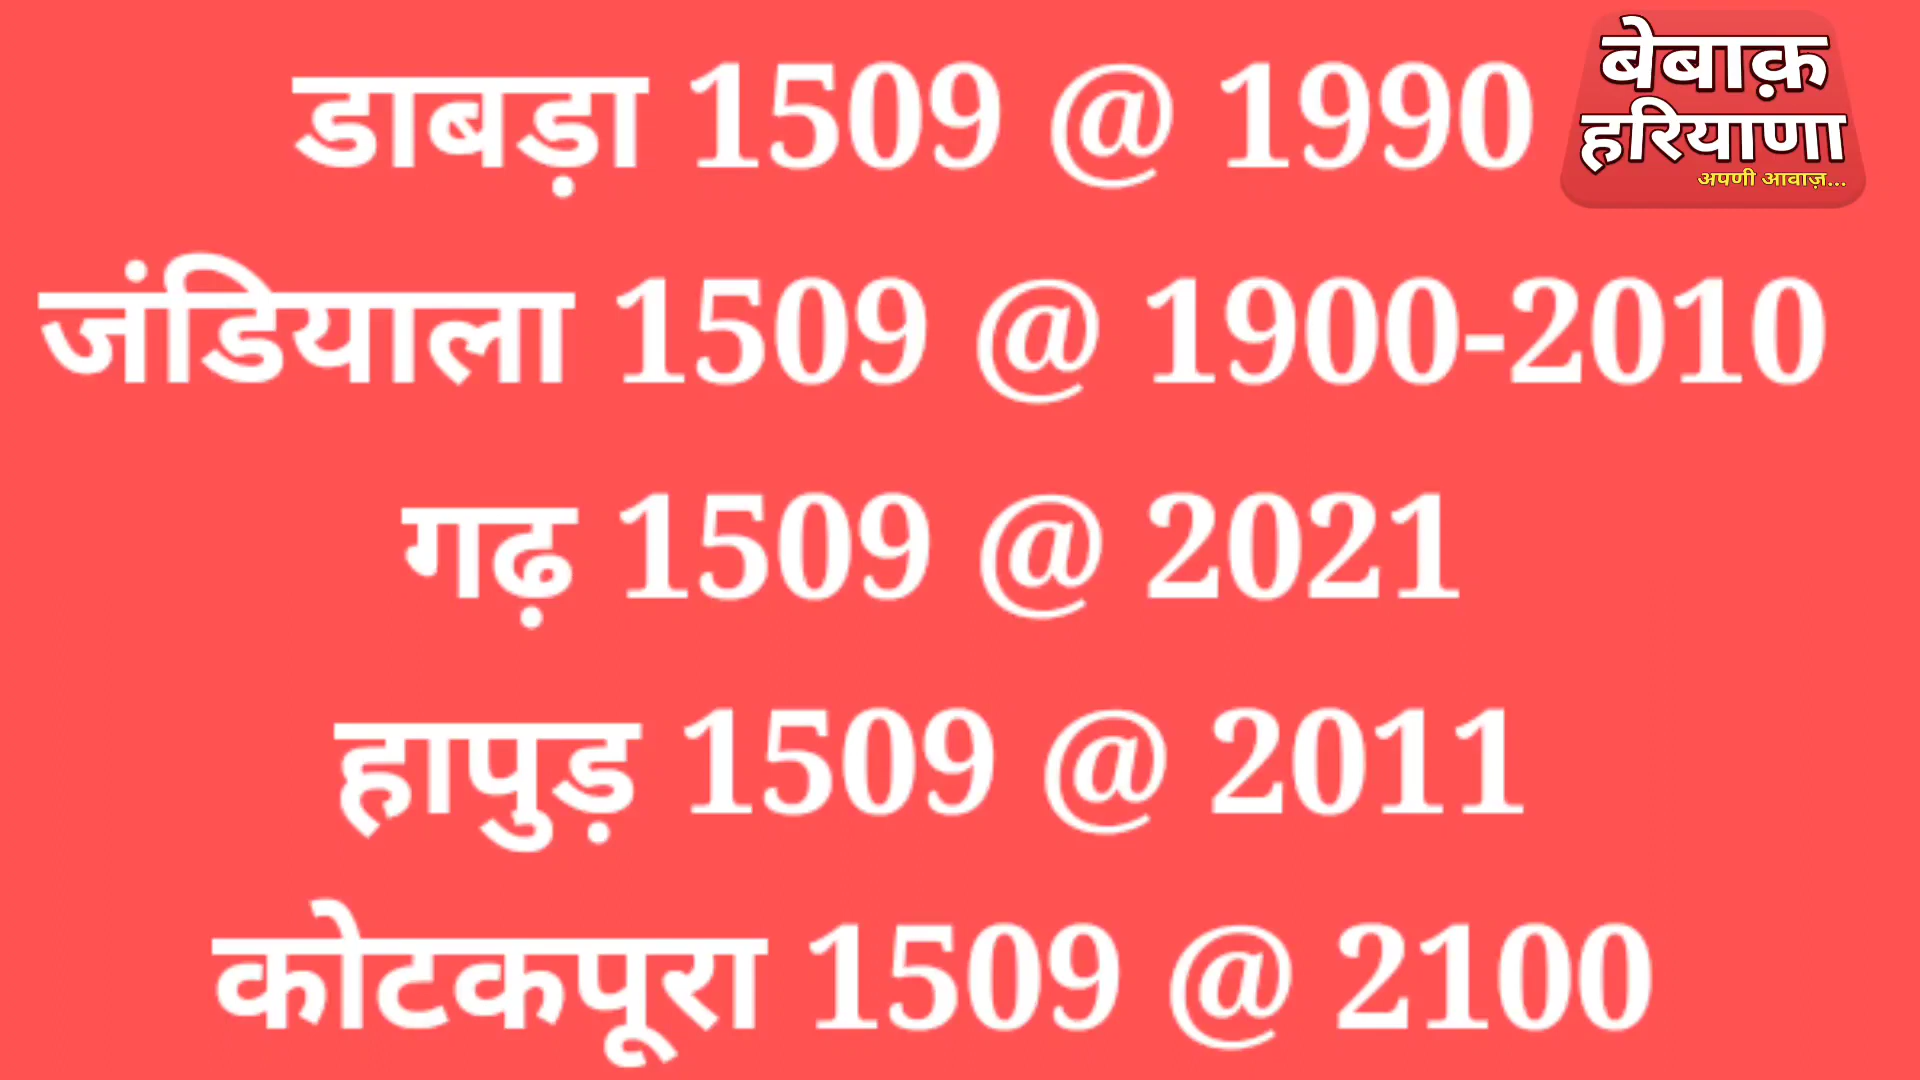 डाबड़ा 1509 @ 1990
बेबाक़
हरियाणा
अपणी आवाज़...
जंडियाला 1509 @ 1900-2010
गढ़ 1509 @ 2021
हापुड़ 1509 @ 2011
कोटकपूरा 1509 @ 2100